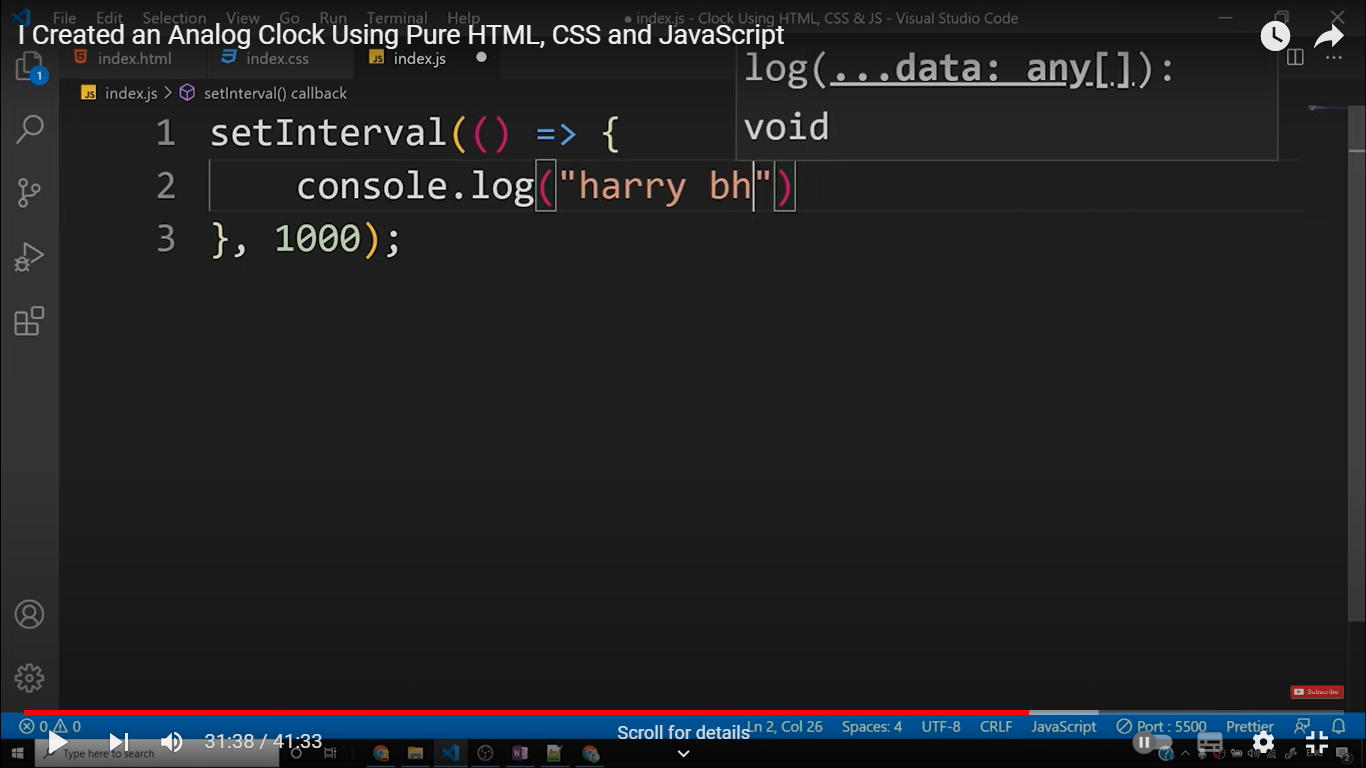 File Edit Selection View Go Run Terminal Help
● index.js - Clock Using HTML, CSS & JS - Visual Studio Code
I Created an Analog Clock Using Pure HTML, CSS and JavaScript
index.html index.css JS index.js
log(...data: any[]):
void
1
JS index.js > setInterval() callback
1 setInterval(() => {
2 console.log("harry bh")
3 }, 1000);
Subscribe
0 0
Ln 2, Col 26 Spaces: 4 UTF-8 CRLF JavaScript Port : 5500 Prettier
Scroll for details
31:38 / 41:33
Type here to search